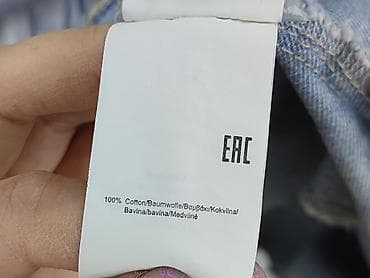 EAC
100% Cotton/Baumwolle/Βαμβάκι/Kokvilna/
Bavlna/bavlna/Medvilnė